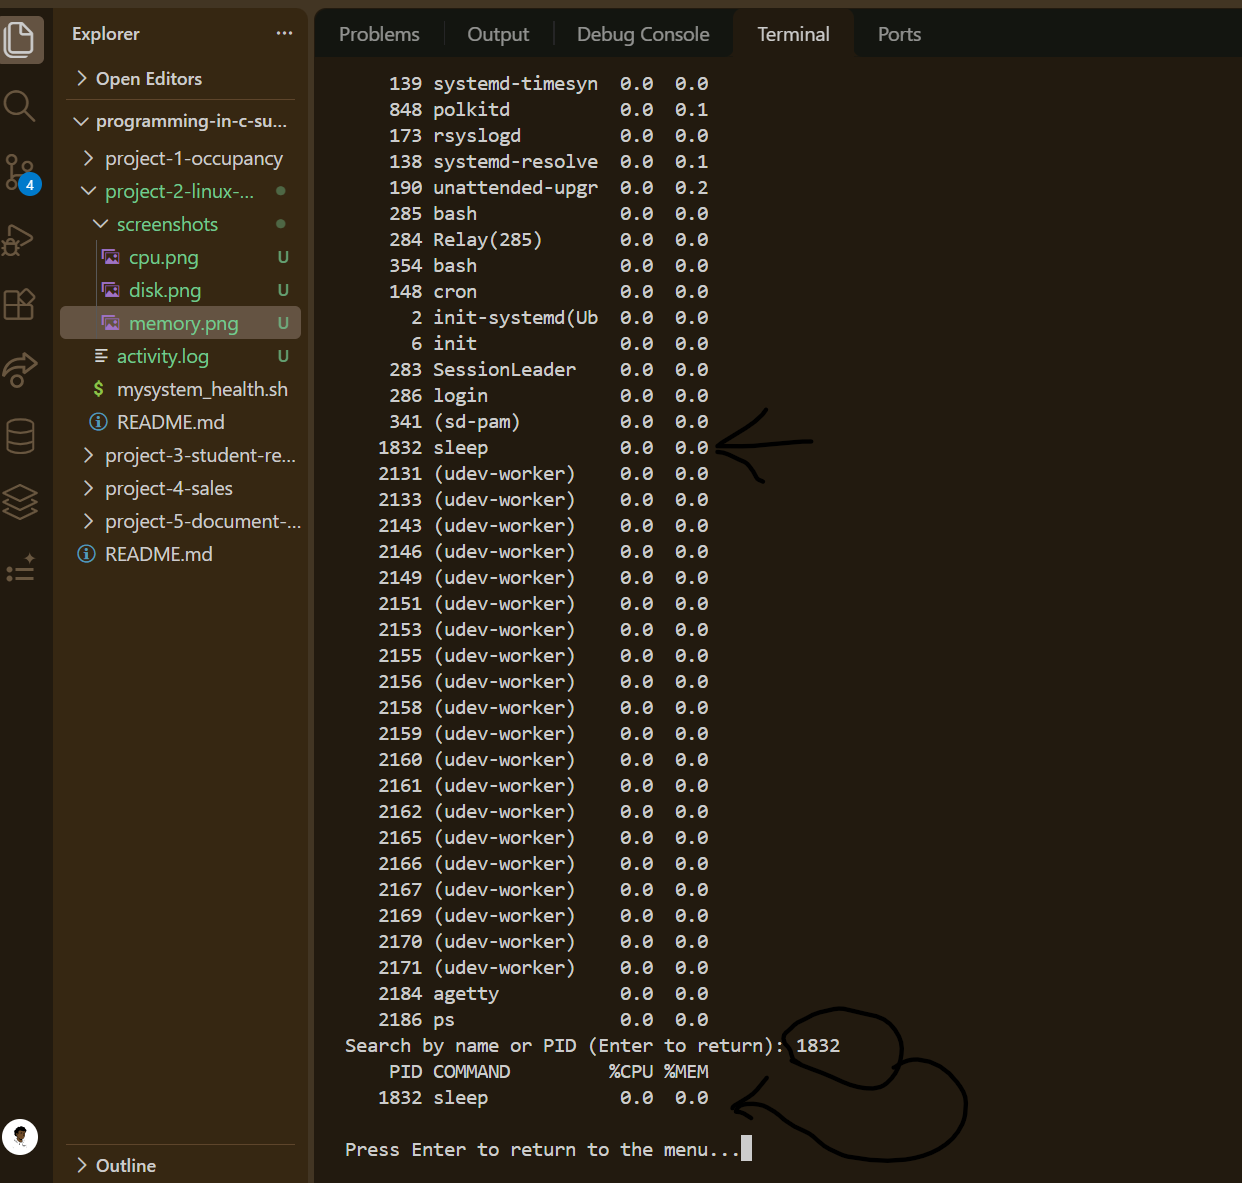 Explorer
Open Editors
programming-in-c-su...
project-1-occupancy
project-2-linux-...
screenshots
cpu.png U
disk.png U
memory.png U
activity.log U
mysystem_health.sh
README.md
project-3-student-re...
project-4-sales
project-5-document-...
README.md
4
Outline
Problems Output Debug Console Terminal Ports
139 systemd-timesyn 0.0 0.0
848 polkitd 0.0 0.1
173 rsyslogd 0.0 0.0
138 systemd-resolve 0.0 0.1
190 unattended-upgr 0.0 0.2
285 bash 0.0 0.0
284 Relay(285) 0.0 0.0
354 bash 0.0 0.0
148 cron 0.0 0.0
2 init-systemd(Ub 0.0 0.0
6 init 0.0 0.0
283 SessionLeader 0.0 0.0
286 login 0.0 0.0
341 (sd-pam) 0.0 0.0
1832 sleep 0.0 0.0
2131 (udev-worker) 0.0 0.0
2133 (udev-worker) 0.0 0.0
2143 (udev-worker) 0.0 0.0
2146 (udev-worker) 0.0 0.0
2149 (udev-worker) 0.0 0.0
2151 (udev-worker) 0.0 0.0
2153 (udev-worker) 0.0 0.0
2155 (udev-worker) 0.0 0.0
2156 (udev-worker) 0.0 0.0
2158 (udev-worker) 0.0 0.0
2159 (udev-worker) 0.0 0.0
2160 (udev-worker) 0.0 0.0
2161 (udev-worker) 0.0 0.0
2162 (udev-worker) 0.0 0.0
2165 (udev-worker) 0.0 0.0
2166 (udev-worker) 0.0 0.0
2167 (udev-worker) 0.0 0.0
2169 (udev-worker) 0.0 0.0
2170 (udev-worker) 0.0 0.0
2171 (udev-worker) 0.0 0.0
2184 agetty 0.0 0.0
2186 ps 0.0 0.0
Search by name or PID (Enter to return): 1832
PID COMMAND %CPU %MEM
1832 sleep 0.0 0.0
Press Enter to return to the menu...